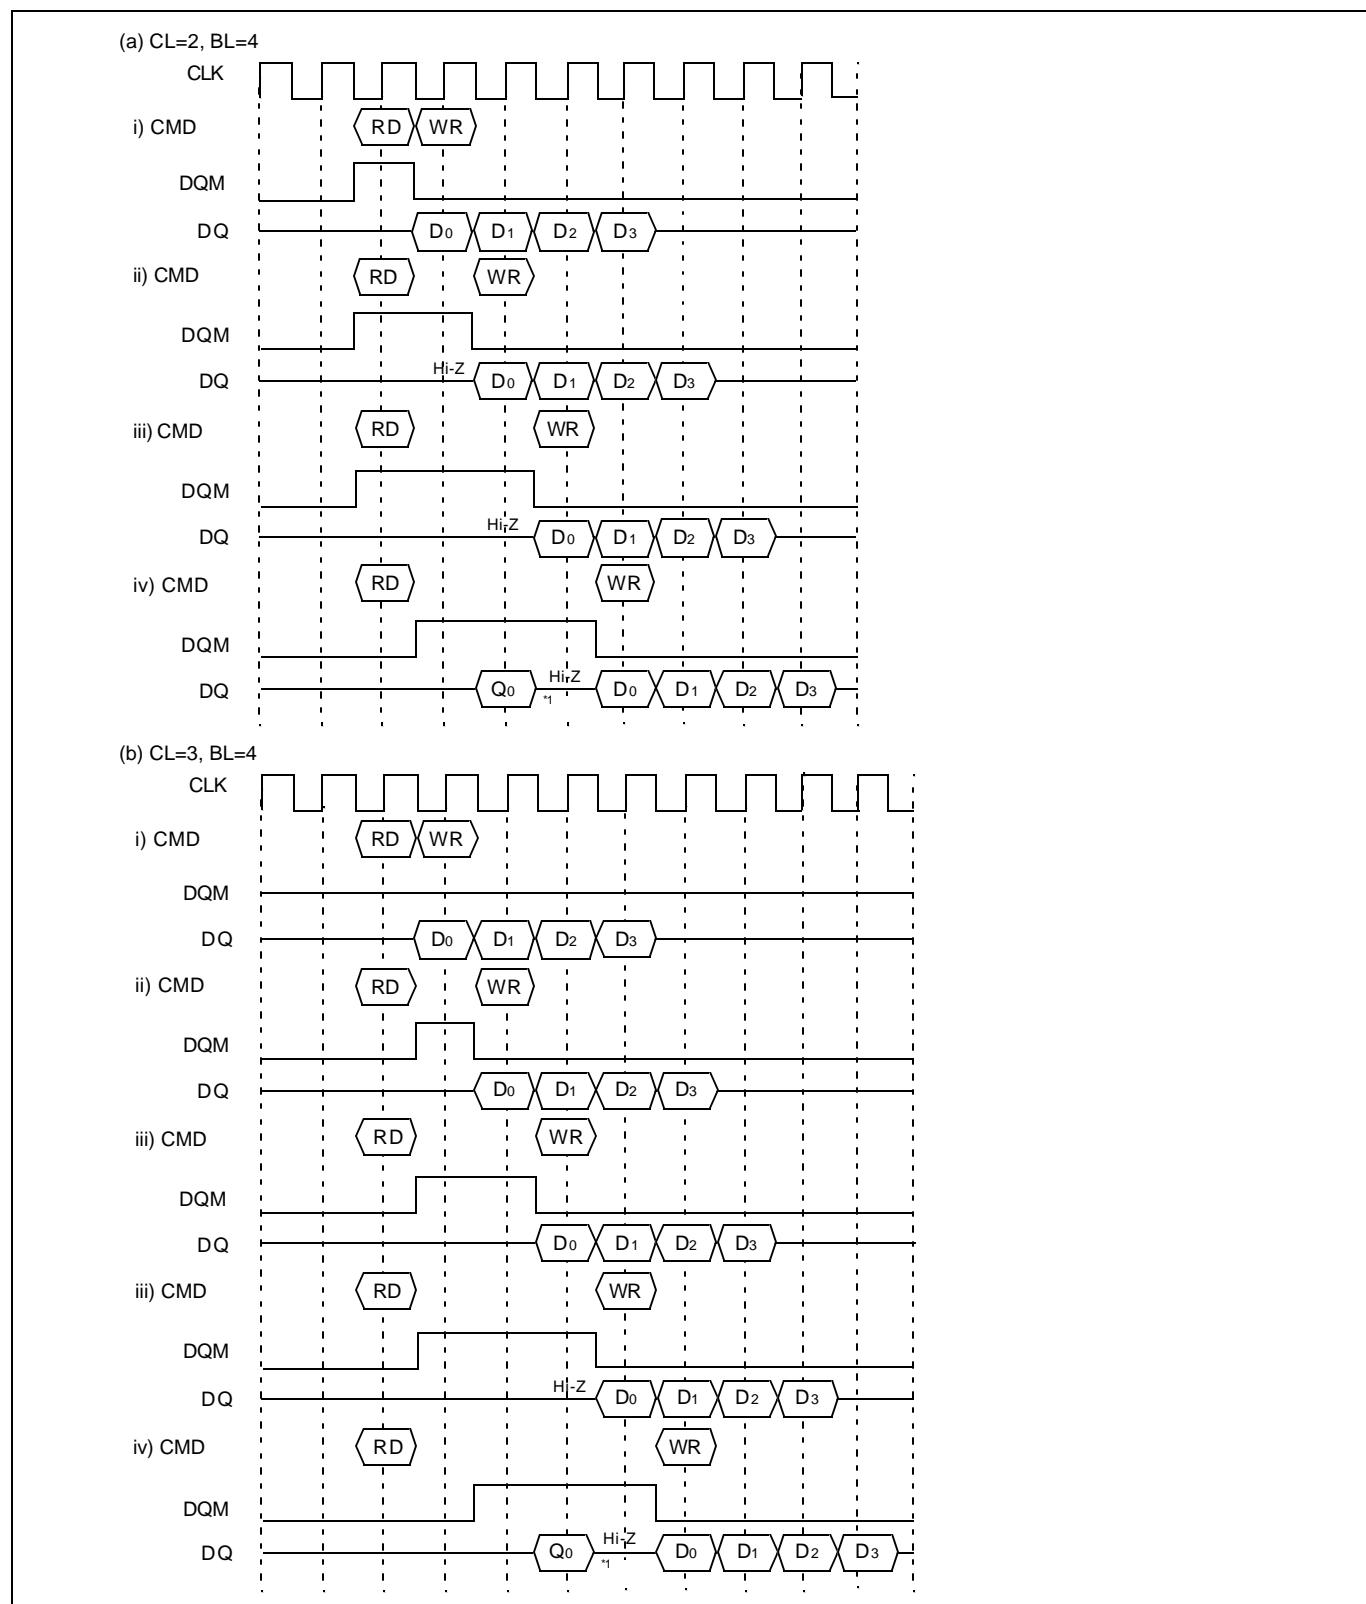 (a) CL=2, BL=4
CLK
i) CMD RD WR
DQM
DQ D0 D1 D2 D3
ii) CMD RD WR
DQM
Hi-Z
DQ D0 D1 D2 D3
iii) CMD RD WR
DQM
Hi-Z
DQ D0 D1 D2 D3
iv) CMD RD WR
DQM
Hi-Z
DQ Q0 D0 D1 D2 D3
*1
(b) CL=3, BL=4
CLK
i) CMD RD WR
DQM
DQ D0 D1 D2 D3
ii) CMD RD WR
DQM
DQ D0 D1 D2 D3
iii) CMD RD WR
DQM
DQ D0 D1 D2 D3
iii) CMD RD WR
DQM
Hi-Z
DQ D0 D1 D2 D3
iv) CMD RD WR
DQM
Hi-Z
DQ Q0 D0 D1 D2 D3
*1